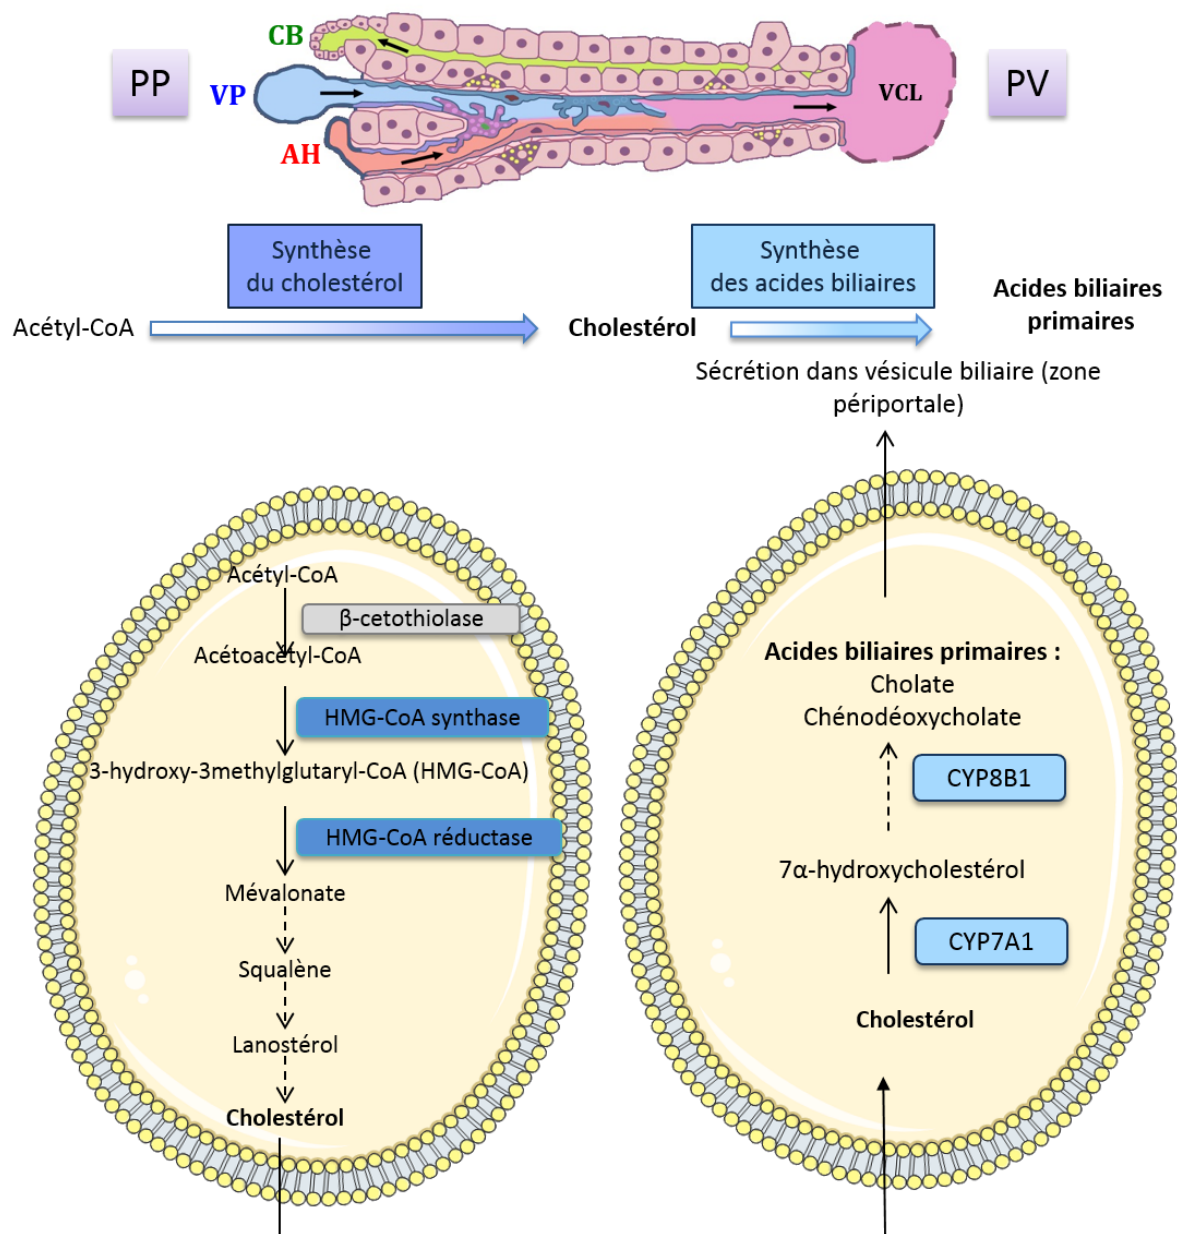 CB
PP
VP
AH
VCL
PV
Synthèse
du cholestérol
Synthèse
des acides biliaires
Acétyl-CoA
Cholestérol
Acides biliaires
primaires
Sécrétion dans vésicule biliaire (zone
périportale)
Acétyl-CoA
β-cetothiolase
Acétoacétyl-CoA
HMG-CoA synthase
3-hydroxy-3methylglutaryl-CoA (HMG-CoA)
HMG-CoA réductase
Mévalonate
Squalène
Lanostérol
Cholestérol
Acides biliaires primaires :
Cholate
Chénodéoxycholate
CYP8B1
7α-hydroxycholestérol
CYP7A1
Cholestérol